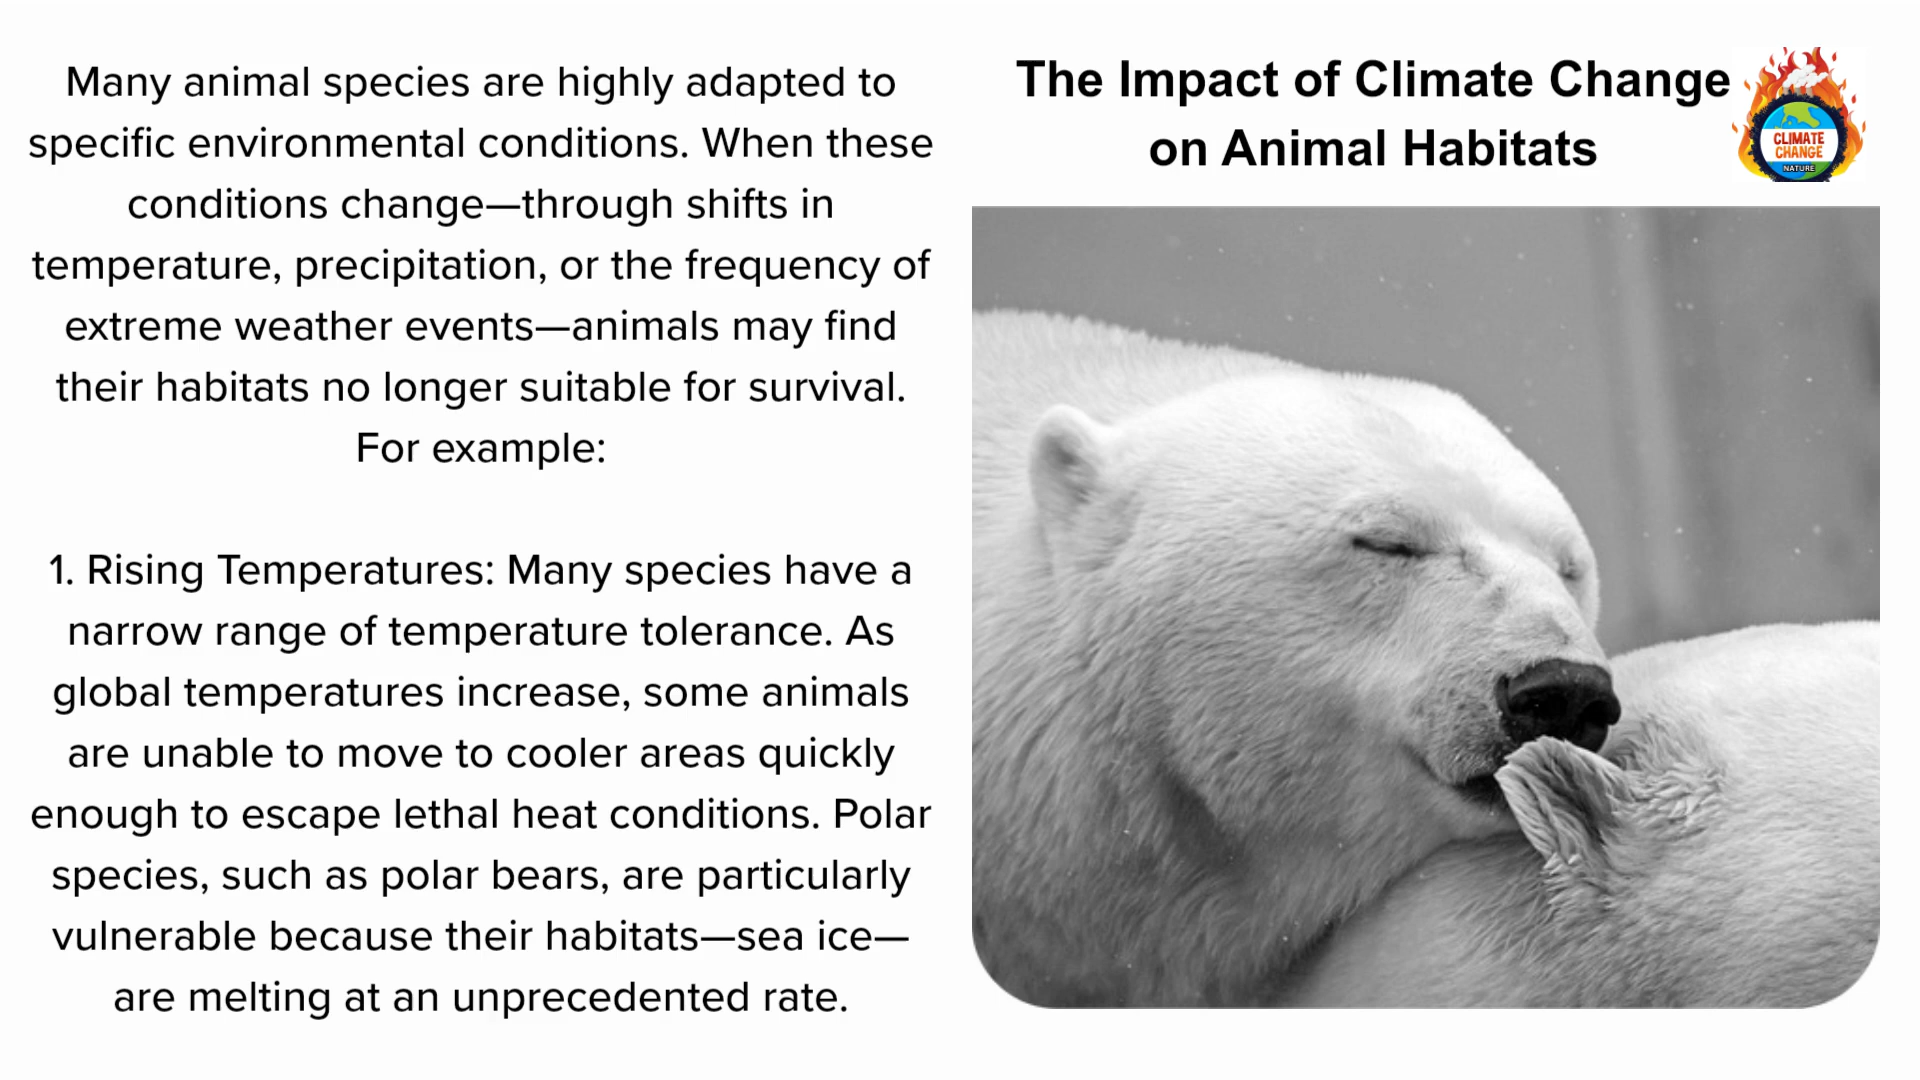 Many animal species are highly adapted to
specific environmental conditions. When these
conditions change—through shifts in
temperature, precipitation, or the frequency of
extreme weather events—animals may find
their habitats no longer suitable for survival.
For example:
1. Rising Temperatures: Many species have a
narrow range of temperature tolerance. As
global temperatures increase, some animals
are unable to move to cooler areas quickly
enough to escape lethal heat conditions. Polar
species, such as polar bears, are particularly
vulnerable because their habitats—sea ice—
are melting at an unprecedented rate.
The Impact of Climate Change
on Animal Habitats
CLIMATE
CHANGE
NATURE